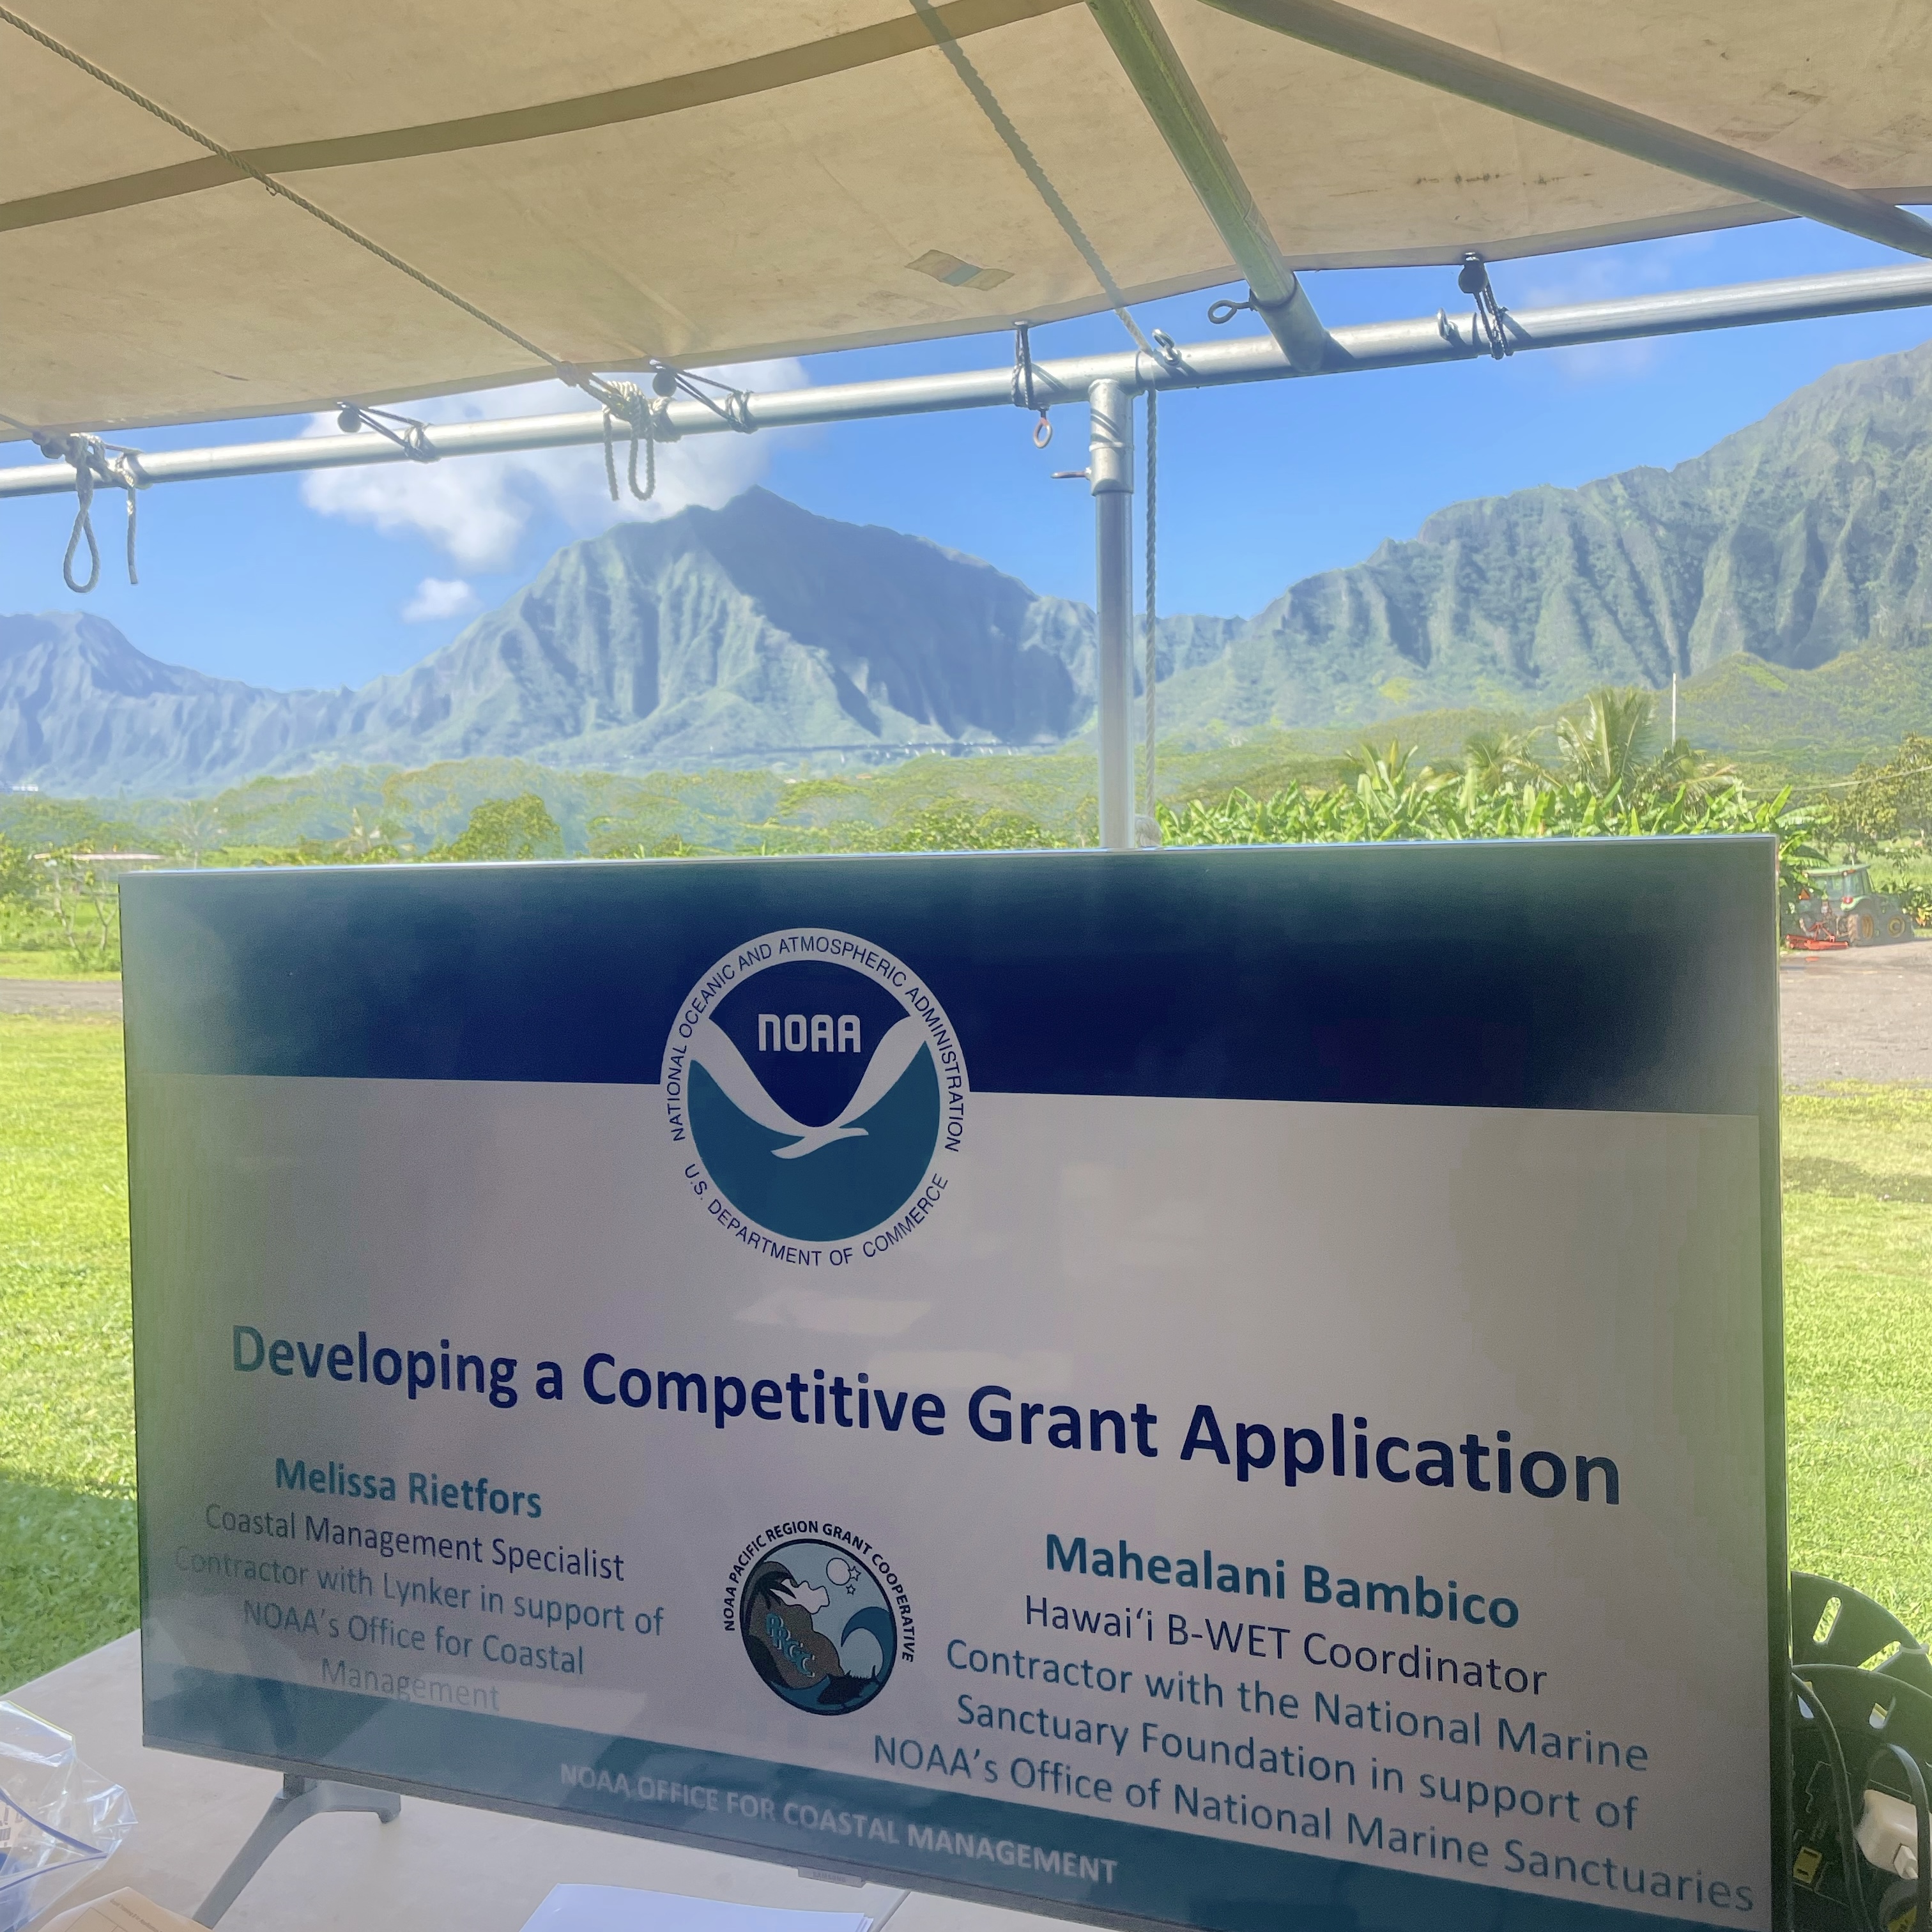 NATIONAL OCEANIC AND ATMOSPHERIC ADMINISTRATION
NOAA
U.S. DEPARTMENT OF COMMERCE
Developing a Competitive Grant Application
Melissa Rietfors
Coastal Management Specialist
Contractor with Lynker in support of
NOAA’s Office for Coastal
Management
NOAA PACIFIC REGION GRANT COOPERATIVE
PRGC
Mahealani Bambico
Hawaiʻi B-WET Coordinator
Contractor with the National Marine
Sanctuary Foundation in support of
NOAA’s Office of National Marine Sanctuaries
NOAA OFFICE FOR COASTAL MANAGEMENT